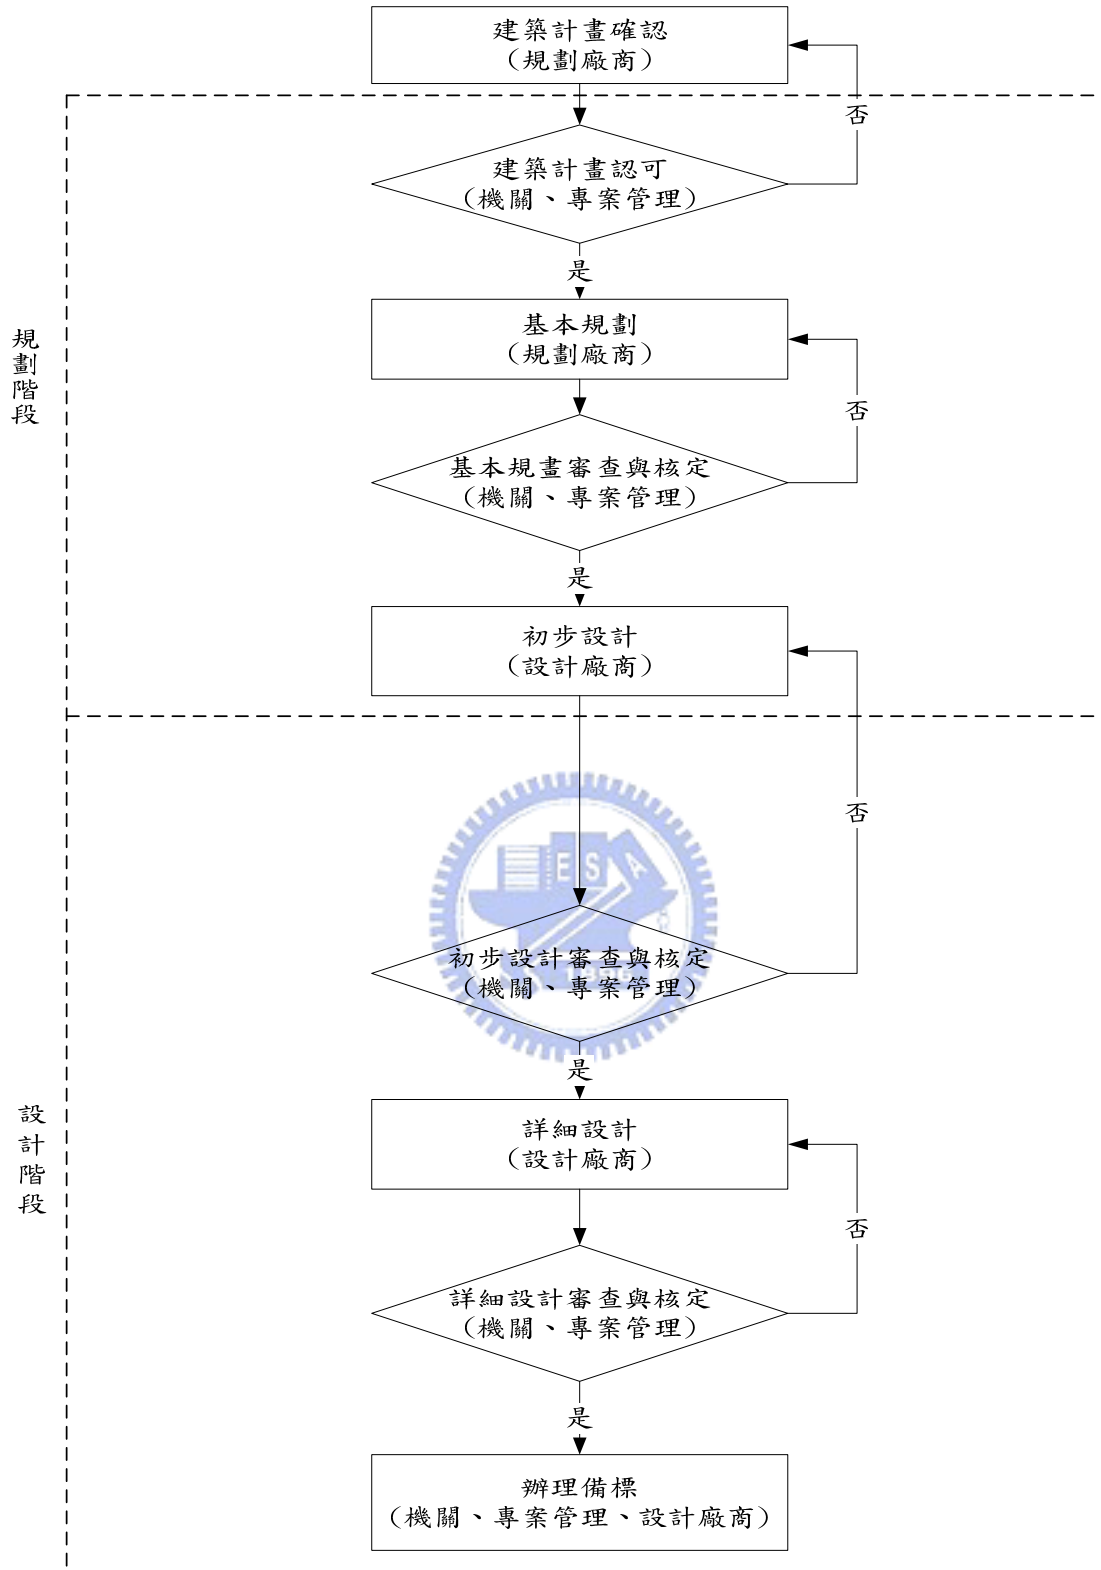 建築計畫確認
（規劃廠商）
否
建築計畫認可
（機關、專案管理）
是
規劃階段
基本規劃
（規劃廠商）
否
基本規畫審查與核定
（機關、專案管理）
是
初步設計
（設計廠商）
否
E S A
初步設計審查與核定
（機關、專案管理）
1896
是
設計階段
詳細設計
（設計廠商）
否
詳細設計審查與核定
（機關、專案管理）
是
辦理備標
（機關、專案管理、設計廠商）